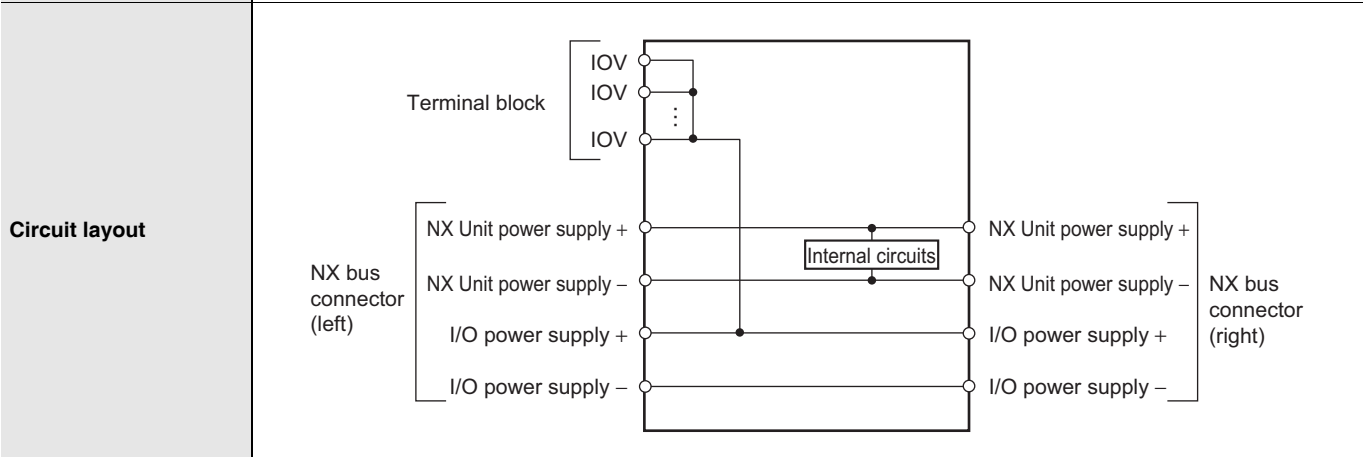 Circuit layout
Terminal block
IOV
IOV
⋮
IOV
NX bus
connector
(left)
NX Unit power supply +
NX Unit power supply −
I/O power supply +
I/O power supply −
Internal circuits
NX Unit power supply +
NX Unit power supply −
I/O power supply +
I/O power supply −
NX bus
connector
(right)